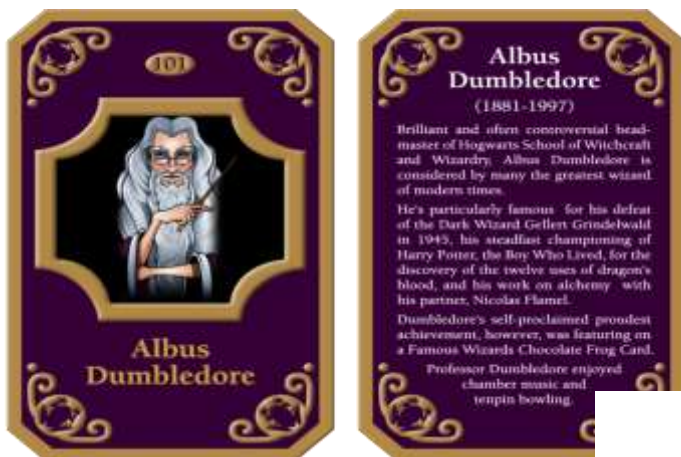 101
Albus
Dumbledore
Albus
Dumbledore
(1881-1997)
Brilliant and often controversial head-
master of Hogwarts School of Witchcraft
and Wizardry, Albus Dumbledore is
considered by many the greatest wizard
of modern times.
He's particularly famous for his defeat
of the Dark Wizard Gellert Grindelwald
in 1945, his steadfast championing of
Harry Potter, the Boy Who Lived, for the
discovery of the twelve uses of dragon's
blood, and his work on alchemy with
his partner, Nicolas Flamel.
Dumbledore's self-proclaimed proudest
achievement, however, was featuring on
a Famous Wizards Chocolate Frog Card.
Professor Dumbledore enjoyed
chamber music and
tenpin bowling.